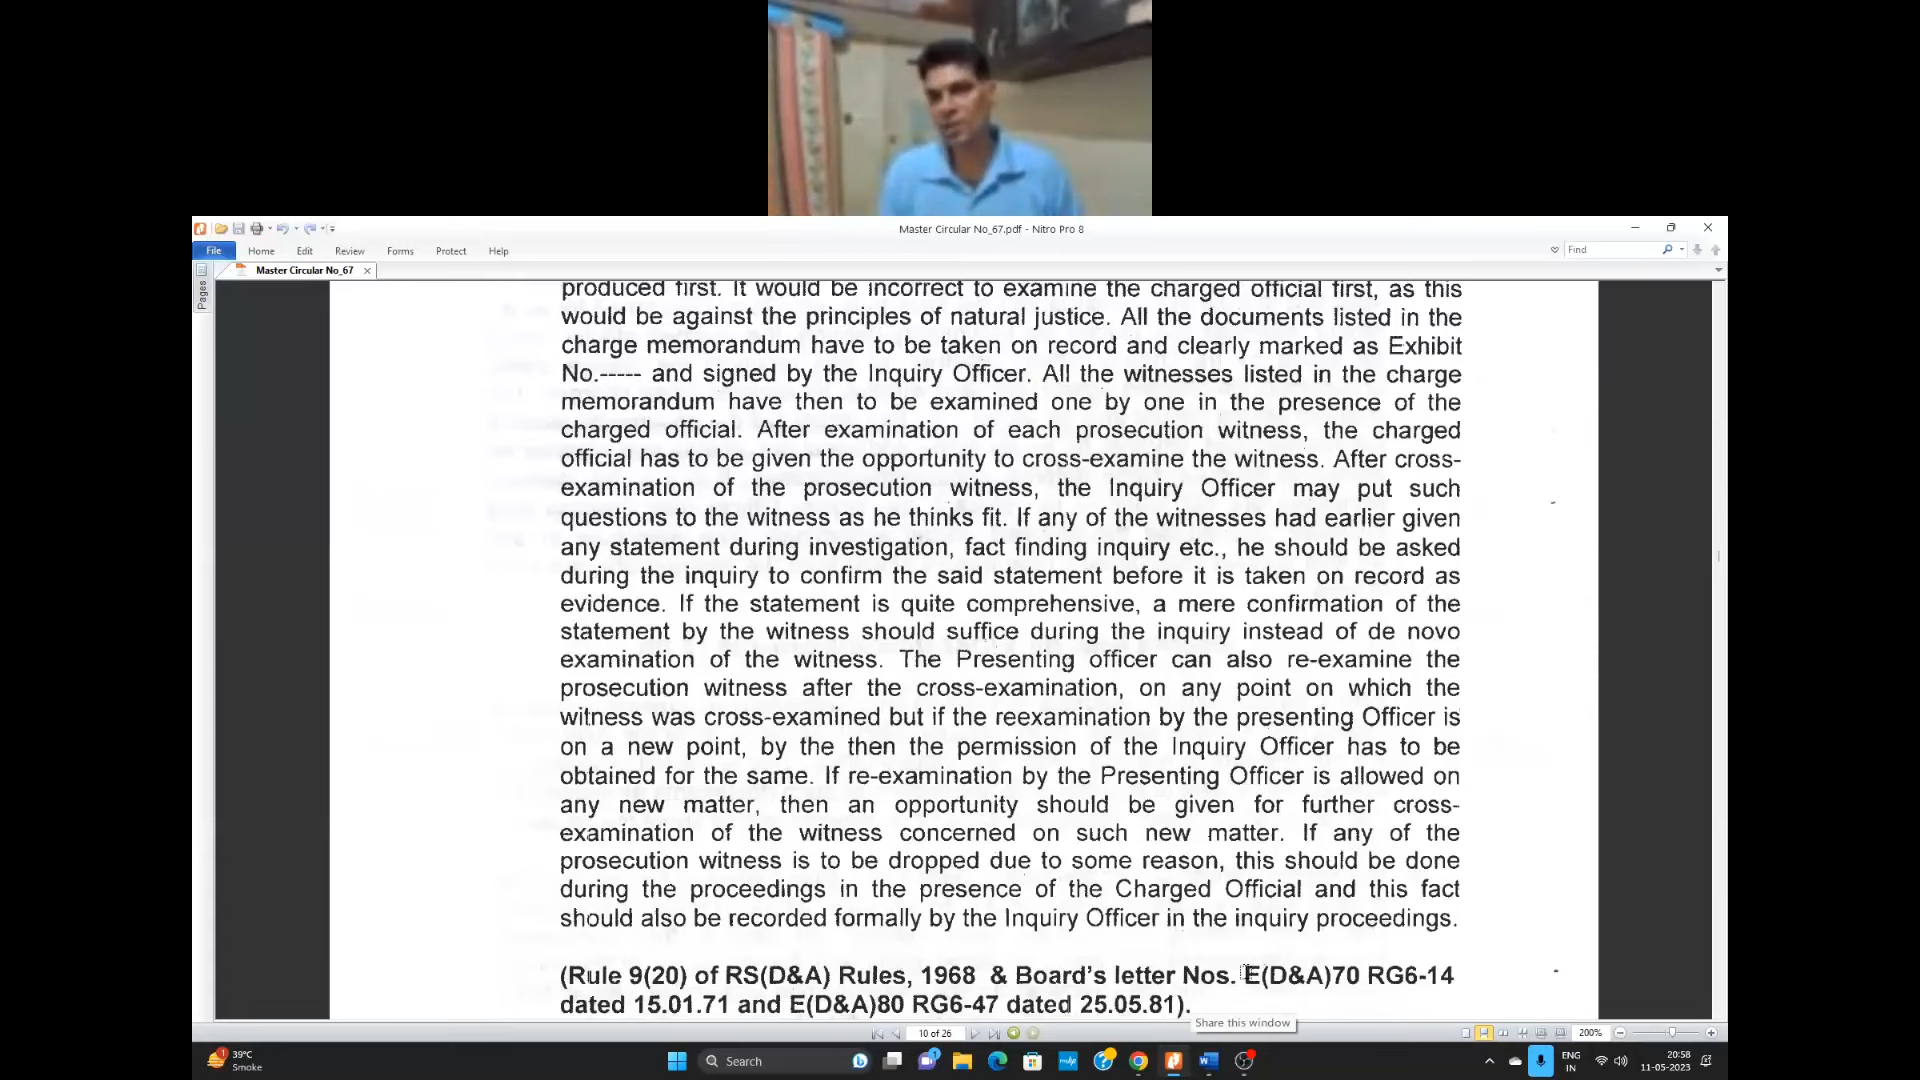 Master Circular No_67.pdf - Nitro Pro 8
File Home Edit Review Forms Protect Help
Find
Master Circular No_67
Pages
produced first. It would be incorrect to examine the charged official first, as this
would be against the principles of natural justice. All the documents listed in the
charge memorandum have to be taken on record and clearly marked as Exhibit
No.----- and signed by the Inquiry Officer. All the witnesses listed in the charge
memorandum have then to be examined one by one in the presence of the
charged official. After examination of each prosecution witness, the charged
official has to be given the opportunity to cross-examine the witness. After cross-
examination of the prosecution witness, the Inquiry Officer may put such
questions to the witness as he thinks fit. If any of the witnesses had earlier given
any statement during investigation, fact finding inquiry etc., he should be asked
during the inquiry to confirm the said statement before it is taken on record as
evidence. If the statement is quite comprehensive, a mere confirmation of the
statement by the witness should suffice during the inquiry instead of de novo
examination of the witness. The Presenting officer can also re-examine the
prosecution witness after the cross-examination, on any point on which the
witness was cross-examined but if the reexamination by the presenting Officer is
on a new point, by the then the permission of the Inquiry Officer has to be
obtained for the same. If re-examination by the Presenting Officer is allowed on
any new matter, then an opportunity should be given for further cross-
examination of the witness concerned on such new matter. If any of the
prosecution witness is to be dropped due to some reason, this should be done
during the proceedings in the presence of the Charged Official and this fact
should also be recorded formally by the Inquiry Officer in the inquiry proceedings.
(Rule 9(20) of RS(D&A) Rules, 1968 & Board's letter Nos. E(D&A)70 RG6-14
dated 15.01.71 and E(D&A)80 RG6-47 dated 25.05.81).
Share this window
10 of 26
200%
39°C
Smoke
Search
ENG
IN
20:58
11-05-2023